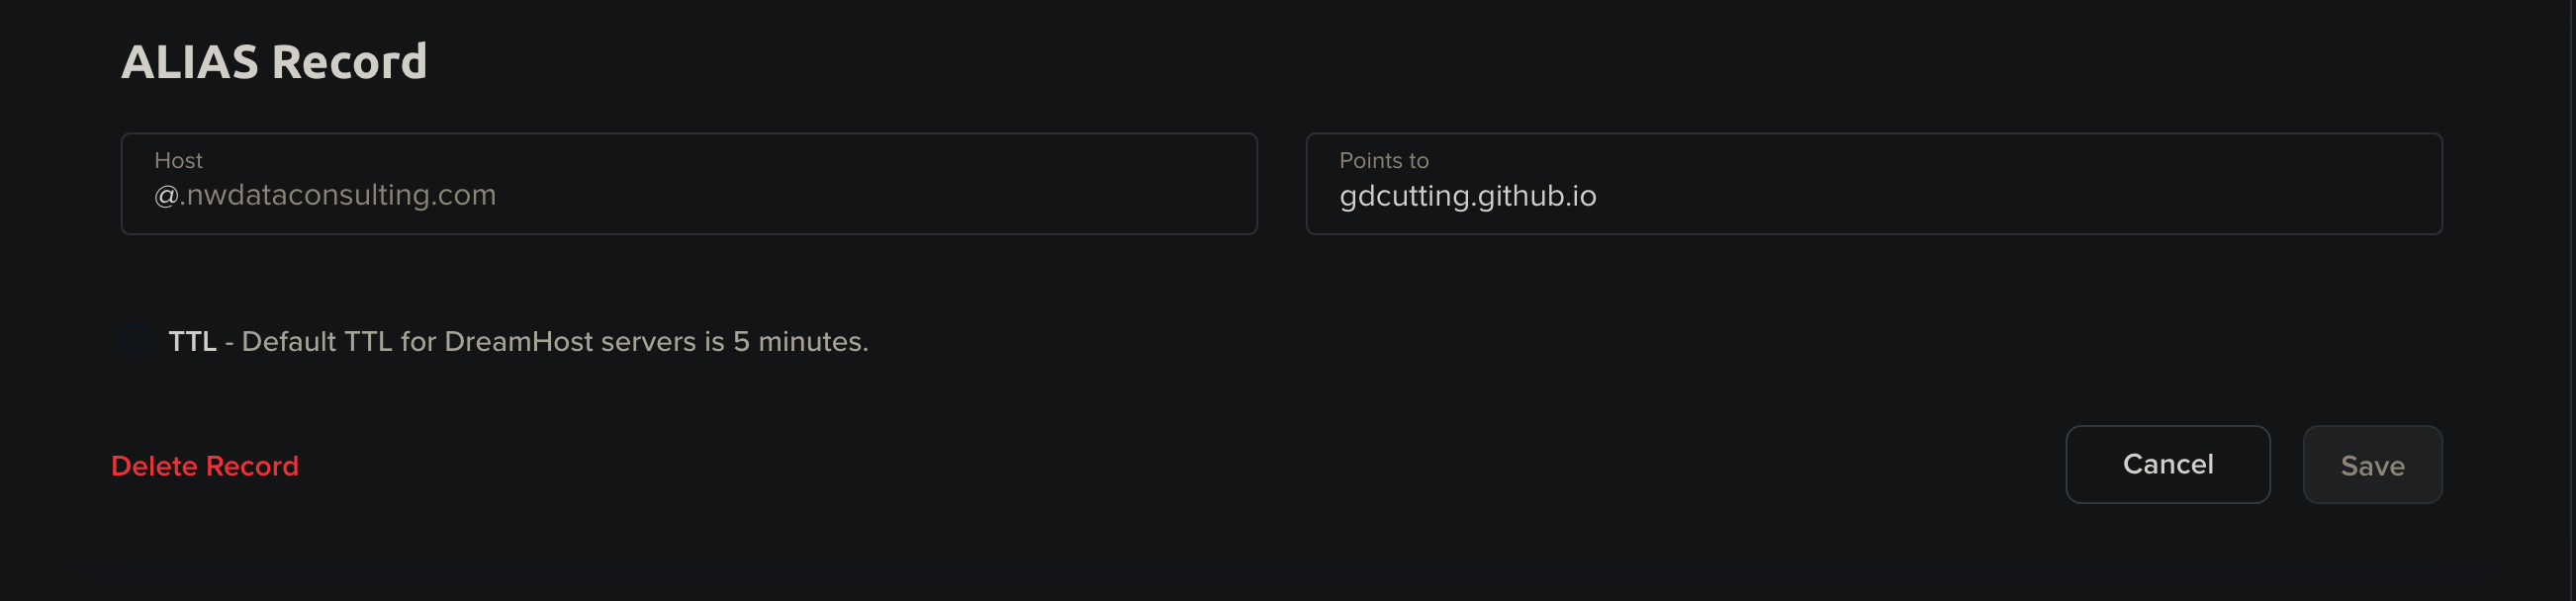 ALIAS Record
Host
@.nwdataconsulting.com
Points to
gdcutting.github.io
TTL - Default TTL for DreamHost servers is 5 minutes.
Delete Record
Cancel
Save